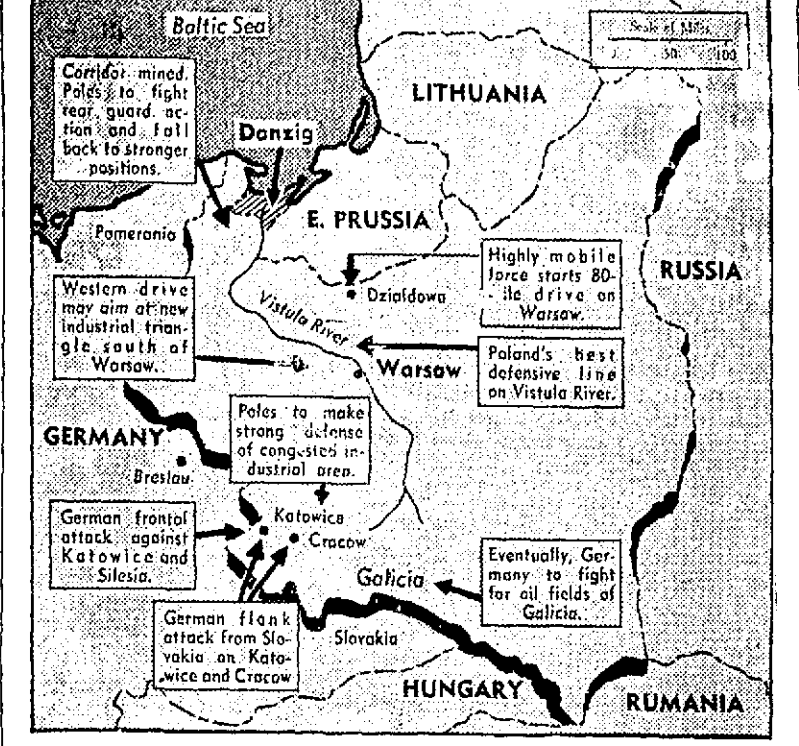 Baltic Sea
Scale of Miles
50 100
Corridor mined.
Poles to fight
rear guard ac-
tion and fall
back to stronger
positions.
LITHUANIA
Danzig
E. PRUSSIA
Pomerania
RUSSIA
Highly mobile
force starts 80-
ile drive on
Warsaw.
Działdowa
Western drive
may aim at new
industrial trian-
gle south of
Warsaw.
Vistula River
Warsaw
Poland's best
defensive line
on Vistula River.
Poles to make
strong defense
of congested in-
dustrial area.
GERMANY
Breslau
Katowice
Cracow
German frontal
attack against
Katowice and
Silesia.
Galicia
Eventually, Ger-
many to fight
for oil fields of
Galicia.
German flank
attack from Slo-
vakia on Kato-
wice and Cracow
Slovakia
HUNGARY
RUMANIA